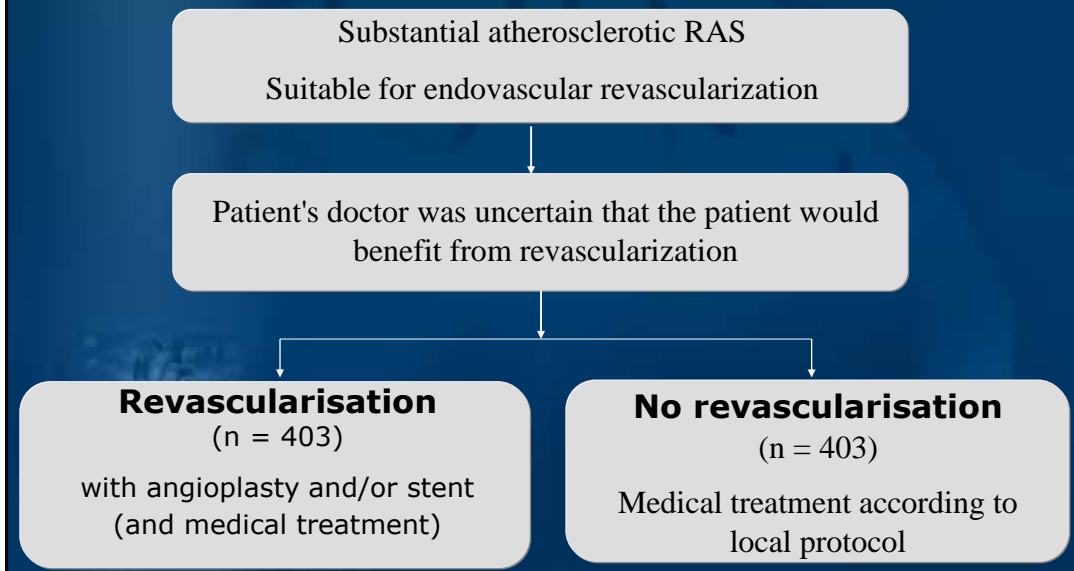 Substantial atherosclerotic RAS
Suitable for endovascular revascularization
Patient's doctor was uncertain that the patient would
benefit from revascularization
Revascularisation
(n = 403)
with angioplasty and/or stent
(and medical treatment)
No revascularisation
(n = 403)
Medical treatment according to
local protocol